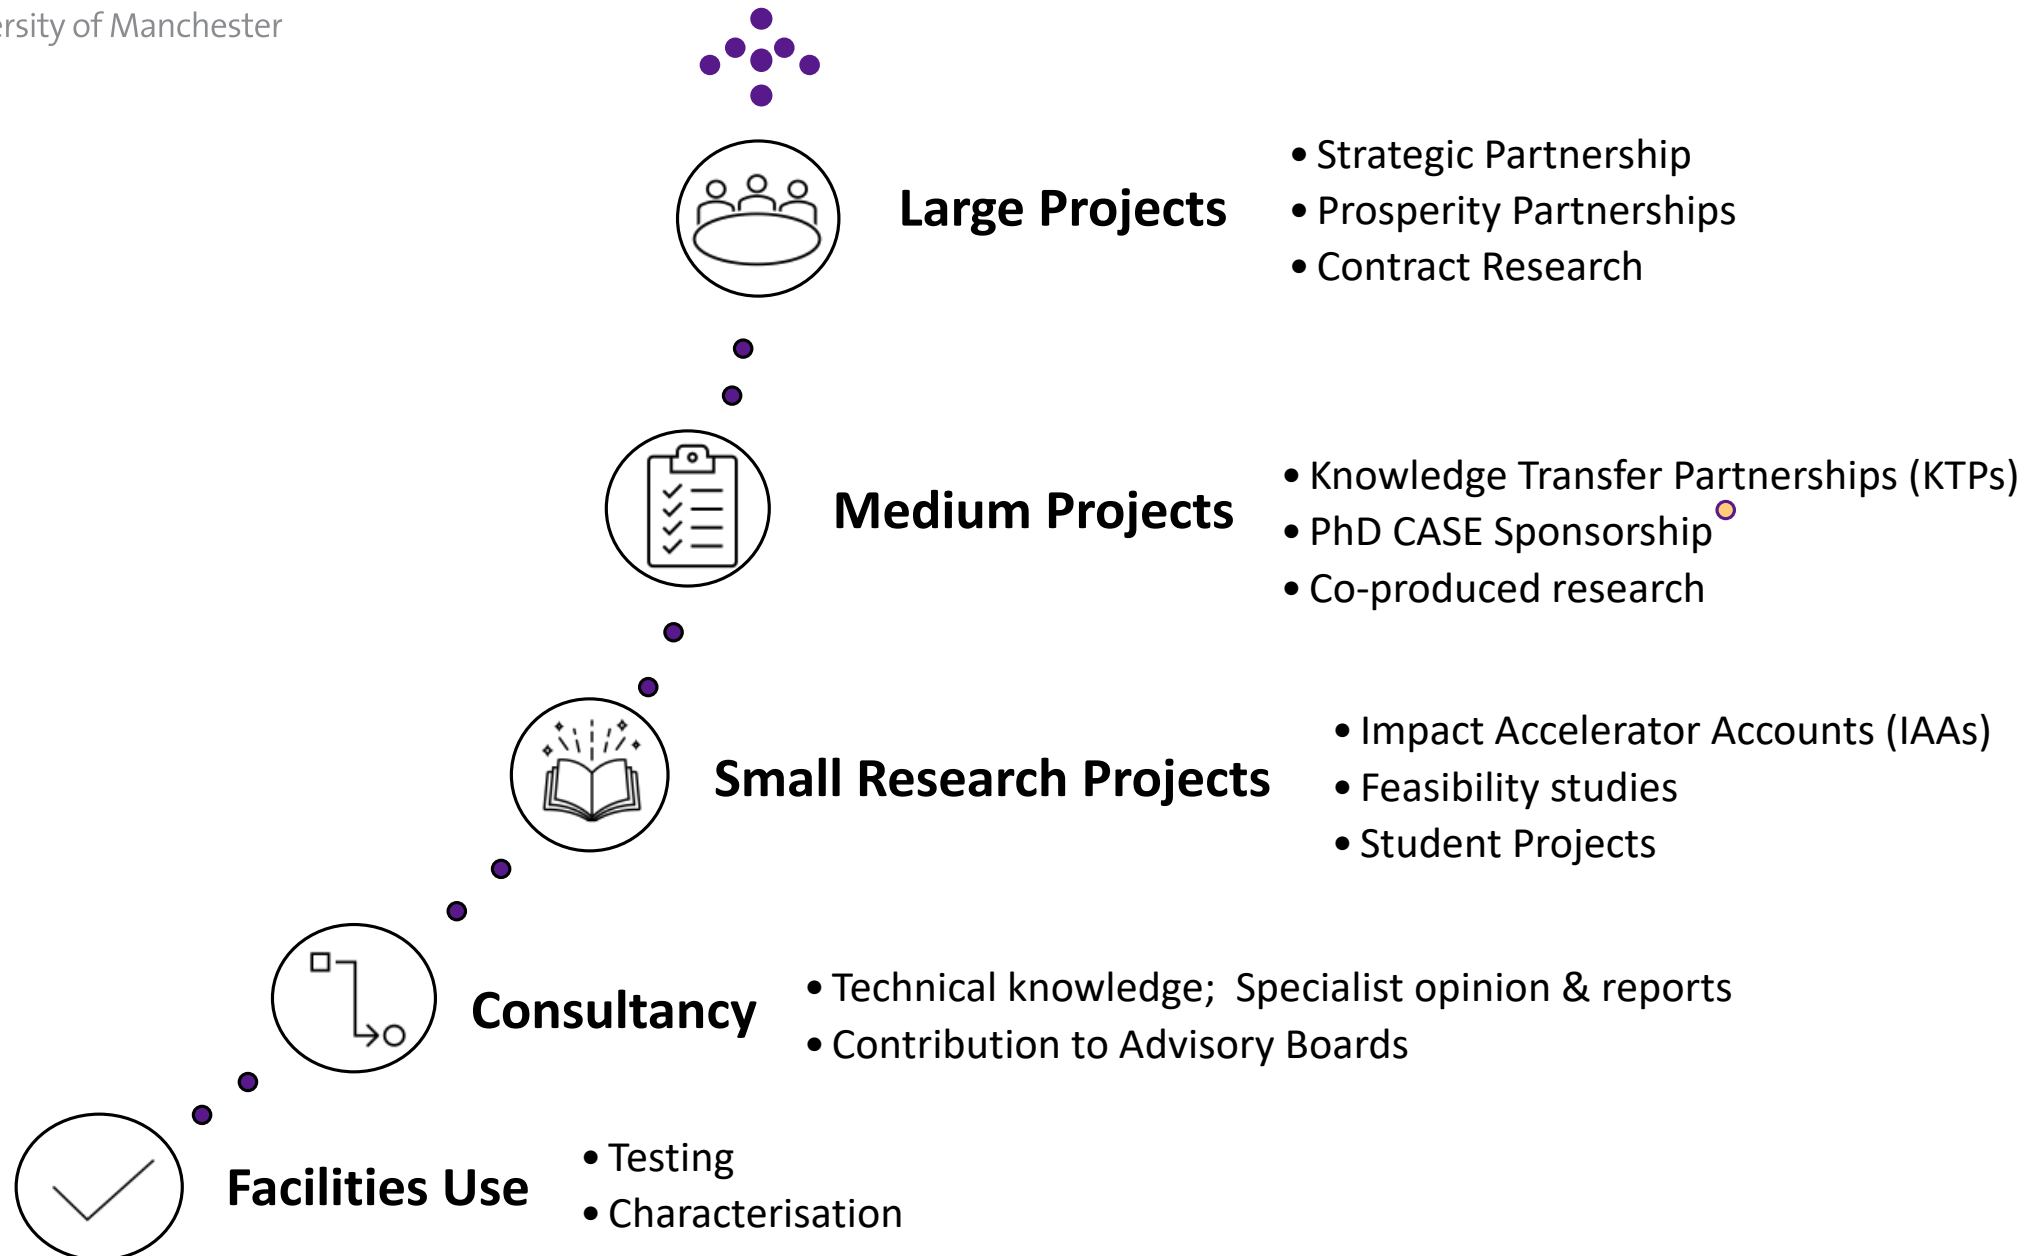 ersity of Manchester
Large Projects
• Strategic Partnership
• Prosperity Partnerships
• Contract Research
Medium Projects
• Knowledge Transfer Partnerships (KTPs)
• PhD CASE Sponsorship
• Co-produced research
Small Research Projects
• Impact Accelerator Accounts (IAAs)
• Feasibility studies
• Student Projects
Consultancy
• Technical knowledge;  Specialist opinion & reports
• Contribution to Advisory Boards
Facilities Use
• Testing
• Characterisation